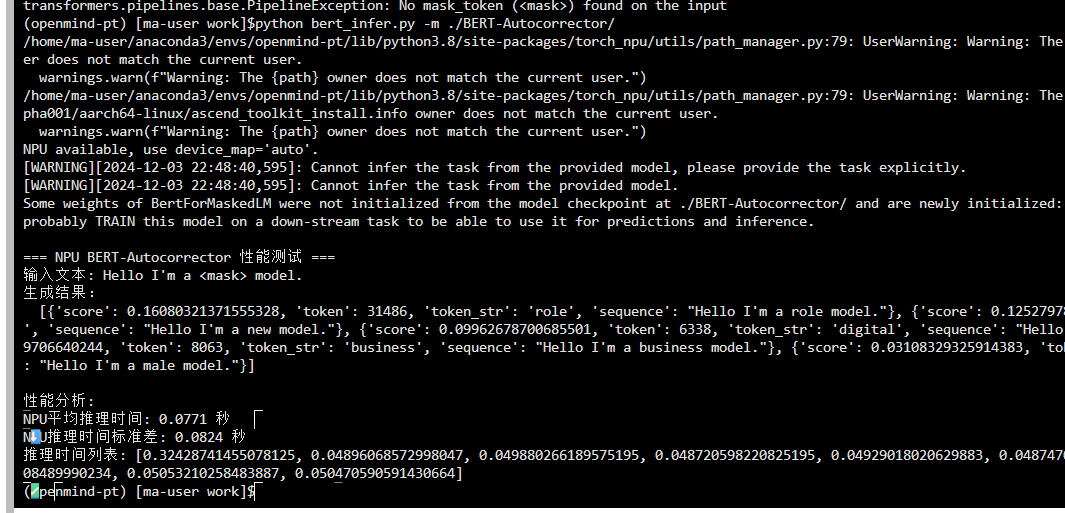 transformers.pipelines.base.PipelineException: No mask_token (<mask>) found on the input
(openmind-pt) [ma-user work]$python bert_infer.py -m ./BERT-Autocorrector/
/home/ma-user/anaconda3/envs/openmind-pt/lib/python3.8/site-packages/torch_npu/utils/path_manager.py:79: UserWarning: Warning: The
er does not match the current user.
warnings.warn(f"Warning: The {path} owner does not match the current user.")
/home/ma-user/anaconda3/envs/openmind-pt/lib/python3.8/site-packages/torch_npu/utils/path_manager.py:79: UserWarning: Warning: The
pha001/aarch64-linux/ascend_toolkit_install.info owner does not match the current user.
warnings.warn(f"Warning: The {path} owner does not match the current user.")
NPU available, use device_map='auto'.
[WARNING][2024-12-03 22:48:40,595]: Cannot infer the task from the provided model, please provide the task explicitly.
[WARNING][2024-12-03 22:48:40,595]: Cannot infer the task from the provided model.
Some weights of BertForMaskedLM were not initialized from the model checkpoint at ./BERT-Autocorrector/ and are newly initialized:
probably TRAIN this model on a down-stream task to be able to use it for predictions and inference.
=== NPU BERT-Autocorrector 性能测试 ===
输入文本: Hello I'm a <mask> model.
生成结果:
[{'score': 0.16080321371555328, 'token': 31486, 'token_str': 'role', 'sequence': "Hello I'm a role model."}, {'score': 0.1252797
', 'sequence': "Hello I'm a new model."}, {'score': 0.09962678700685501, 'token': 6338, 'token_str': 'digital', 'sequence': "Hello
9706640244, 'token': 8063, 'token_str': 'business', 'sequence': "Hello I'm a business model."}, {'score': 0.03108329325914383, 'to
: "Hello I'm a male model."}]
性能分析:
NPU平均推理时间: 0.0771 秒
NPU推理时间标准差: 0.0824 秒
推理时间列表: [0.32428741455078125, 0.04896068572998047, 0.049880266189575195, 0.048720598220825195, 0.04929018020629883, 0.04874
08489990234, 0.05053210258483887, 0.050470590591430664]
(openmind-pt) [ma-user work]$